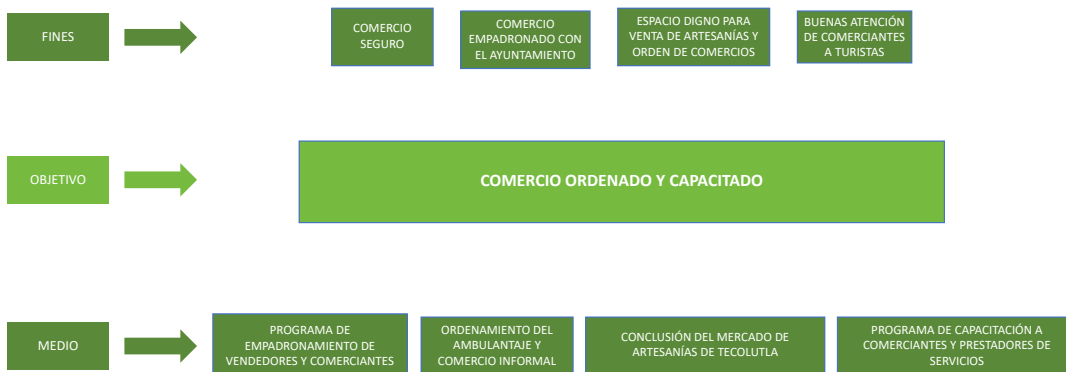 FINES
COMERCIO
SEGURO
COMERCIO
EMPADRONADO CON
EL AYUNTAMIENTO
ESPACIO DIGNO PARA
VENTA DE ARTESANÍAS Y
ORDEN DE COMERCIOS
BUENAS ATENCIÓN
DE COMERCIANTES
A TURISTAS
OBJETIVO
COMERCIO ORDENADO Y CAPACITADO
MEDIO
PROGRAMA DE
EMPADRONAMIENTO DE
VENDEDORES Y COMERCIANTES
ORDENAMIENTO DEL
AMBULANTAJE Y
COMERCIO INFORMAL
CONCLUSIÓN DEL MERCADO DE
ARTESANÍAS DE TECOLUTLA
PROGRAMA DE CAPACITACIÓN A
COMERCIANTES Y PRESTADORES DE
SERVICIOS